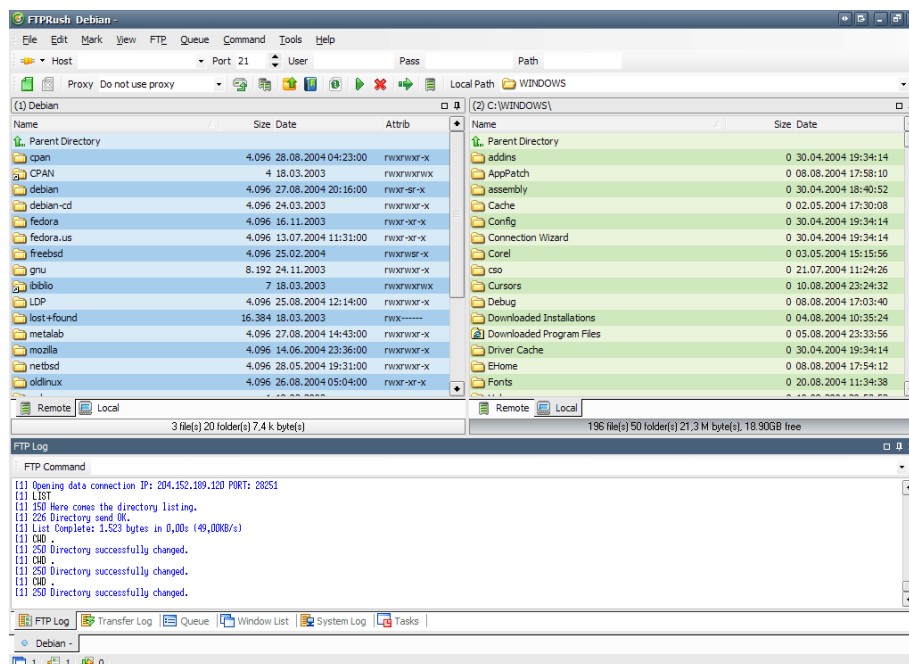 FTPRush Debian -
File Edit Mark View FTP Queue Command Tools Help
Host Port 21 User Pass Path
Proxy Do not use proxy Local Path WINDOWS
(1) Debian
Name Size Date Attrib
Parent Directory
cpan 4.096 28.08.2004 04:23:00 rwxrwxr-x
CPAN 4 18.03.2003 rwxrwxrwx
debian 4.096 27.08.2004 20:16:00 rwxr-sr-x
debian-cd 4.096 24.03.2003 rwxrwxr-x
fedora 4.096 16.11.2003 rwxr-xr-x
fedora.us 4.096 13.07.2004 11:31:00 rwxr-xr-x
freebsd 4.096 25.02.2004 rwxrwsr-x
gnu 8.192 24.11.2003 rwxrwxr-x
ibiblio 7 18.03.2003 rwxrwxrwx
LDP 4.096 25.08.2004 12:14:00 rwxrwxr-x
lost+found 16.384 18.03.2003 rwx------
metalab 4.096 27.08.2004 14:43:00 rwxrwxr-x
mozilla 4.096 14.06.2004 23:36:00 rwxrwxr-x
netbsd 4.096 28.05.2004 19:31:00 rwxrwxr-x
oldlinux 4.096 26.08.2004 05:04:00 rwxr-xr-x
Remote Local
3 file(s) 20 folder(s) 7,4 k byte(s)
(2) C:\WINDOWS\
Name Size Date
Parent Directory
addins 0 30.04.2004 19:34:14
AppPatch 0 08.08.2004 17:58:10
assembly 0 30.04.2004 18:40:52
Cache 0 02.05.2004 17:30:08
Config 0 30.04.2004 19:34:14
Connection Wizard 0 30.04.2004 19:34:14
Corel 0 03.05.2004 15:15:56
cso 0 21.07.2004 11:24:26
Cursors 0 10.08.2004 23:24:32
Debug 0 08.08.2004 17:03:40
Downloaded Installations 0 04.08.2004 10:35:24
Downloaded Program Files 0 05.08.2004 23:33:56
Driver Cache 0 30.04.2004 19:34:14
EHome 0 08.08.2004 17:54:12
Fonts 0 20.08.2004 11:34:38
Remote Local
196 file(s) 50 folder(s) 21,3 M byte(s), 18.90GB free
FTP Log
FTP Command
[1] Opening data connection IP: 204.152.189.120 PORT: 28251
[1] LIST
[1] 150 Here comes the directory listing.
[1] 226 Directory send OK.
[1] List Complete: 1.523 bytes in 0,00s (49,00KB/s)
[1] CWD .
[1] 250 Directory successfully changed.
[1] CWD .
[1] 250 Directory successfully changed.
[1] CWD .
[1] 250 Directory successfully changed.
FTP Log Transfer Log Queue Window List System Log Tasks
Debian -
1 1 0